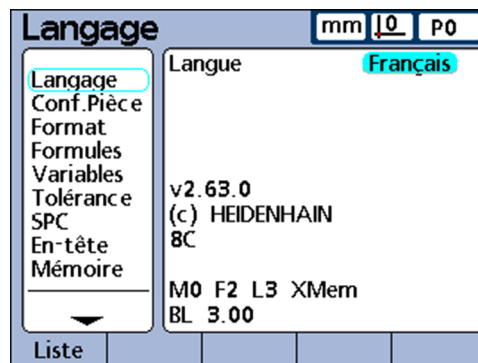 Langage mm 0 P0
Langage
Conf.Pièce
Format
Formules
Variables
Tolérance
SPC
En-tête
Mémoire
Langue Français
v2.63.0
(c) HEIDENHAIN
8C
M0 F2 L3 XMem
BL 3.00
Liste